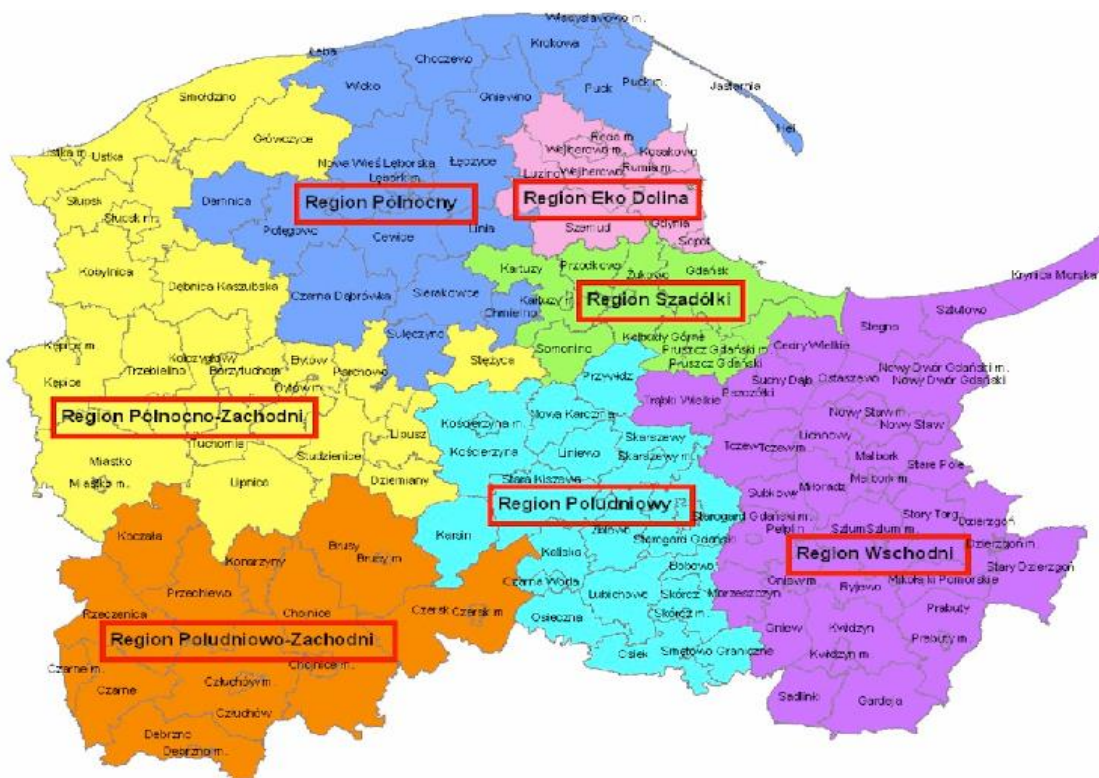 Władysławowo m.
Łeba
Choczewo
Krokowa
Wicko
Puck m.
Puck
Jastarnia
Smołdzino
Gniewino
Hel
Główczyce
Reda m.
Ustka m.
Ustka
Nowa Wieś Lęborska
Łęczyce
Wejherowo m.
Kosakowo
Lębork m.
Luzino
Wejherowo
Rumia m.
Damnica
Region Północny
Region Eko Dolina
Słupsk
Słupsk m.
Potęgowo
Cewice
Linia
Szemud
Gdynia
Sopot
Kobylnica
Kartuzy
Przodkowo
Żukowo
Gdańsk
Krynica Morska
Dębnica Kaszubska
Czarna Dąbrówka
Sierakowice
Kartuzy m.
Region Szadółki
Chmielno
Sztutowo
Stegna
Sulęczyno
Kolbudy Górne
Kępice m.
Kołczygłowy
Bytów
Stężyca
Somonino
Pruszcz Gdański m.
Cedry Wielkie
Kępice
Trzebielino
Borzytuchom
Parchowo
Przywidz
Pruszcz Gdański
Nowy Dwór Gdański m.
Bytów m.
Suchy Dąb
Ostaszewo
Nowy Dwór Gdański
Pszczółki
Trąbki Wielkie
Region Północno-Zachodni
Kościerzyna m.
Nowa Karczma
Nowy Staw m.
Lipusz
Skarszewy
Lichnowy
Nowy Staw
Tuchomie
Studzienice
Kościerzyna
Liniewo
Skarszewy m.
Tczew
Tczew m.
Malbork
Miastko
Stare Pole
Miastko m.
Lipnica
Dziemiany
Stara Kiszewa
Malbork m.
Subkowy
Miłoradz
Region Południowy
Starogard Gdański m.
Pelplin
Stary Targ
Dzierzgoń
Koczała
Brusy
Karsin
Zblewo
Starogard Gdański
Sztum
Sztum m.
Konarzyny
Brusy m.
Kaliska
Region Wschodni
Dzierzgoń m.
Bobowo
Stary Dzierzgoń
Przechlewo
Czarna Woda
Gniew m.
Mikołajki Pomorskie
Rzeczenica
Chojnice
Czersk
Czersk m.
Lubichowo
Skórcz
Morzeszczyn
Ryjewo
Osieczna
Skórcz m.
Prabuty
Region Południowo-Zachodni
Gniew
Kwidzyn
Prabuty m.
Czarne m.
Chojnice m.
Osiek
Smętowo Graniczne
Kwidzyn m.
Czarne
Człuchów m.
Człuchów
Sadlinki
Gardeja
Debrzno
Debrzno m.